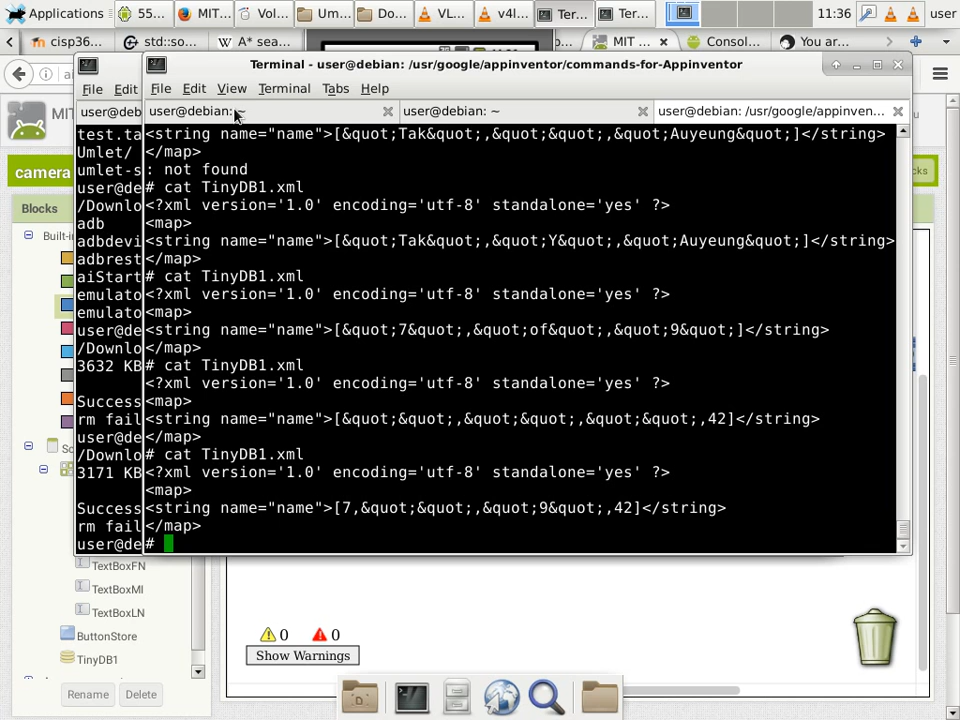 Applications
55...
MIT...
Vol...
Um...
Do...
VL...
v4l...
Ter...
Ter...
11:36
user
cisp36...
std::so...
A* sea...
MIT ...
Consol...
You ar...
Terminal - user@debian: /usr/google/appinventor/commands-for-Appinventor
File Edit
File Edit View Terminal Tabs Help
user@deb
user@debian: ~
user@debian: ~
user@debian: /usr/google/appinven...
MIT
camera
cks
Blocks
Built-i
test.ta
Umlet/
umlet-s
user@de
/Downlo
adb
adbdevi
adbrest
aiStart
emulato
emulato
user@de
/Downlo
3632 KB
Success
rm fail
user@de
/Downlo
3171 KB
Success
rm fail
user@de
<string name="name">[&quot;Tak&quot;,&quot;&quot;,&quot;Auyeung&quot;]</string>
</map>
: not found
# cat TinyDB1.xml
<?xml version='1.0' encoding='utf-8' standalone='yes' ?>
<map>
<string name="name">[&quot;Tak&quot;,&quot;Y&quot;,&quot;Auyeung&quot;]</string>
</map>
# cat TinyDB1.xml
<?xml version='1.0' encoding='utf-8' standalone='yes' ?>
<map>
<string name="name">[&quot;7&quot;,&quot;of&quot;,&quot;9&quot;]</string>
</map>
# cat TinyDB1.xml
<?xml version='1.0' encoding='utf-8' standalone='yes' ?>
<map>
<string name="name">[&quot;&quot;,&quot;&quot;,&quot;&quot;,42]</string>
</map>
# cat TinyDB1.xml
<?xml version='1.0' encoding='utf-8' standalone='yes' ?>
<map>
<string name="name">[7,&quot;&quot;,&quot;9&quot;,42]</string>
</map>
#
TextBoxFN
TextBoxMI
TextBoxLN
ButtonStore
TinyDB1
Rename
Delete
0
0
Show Warnings